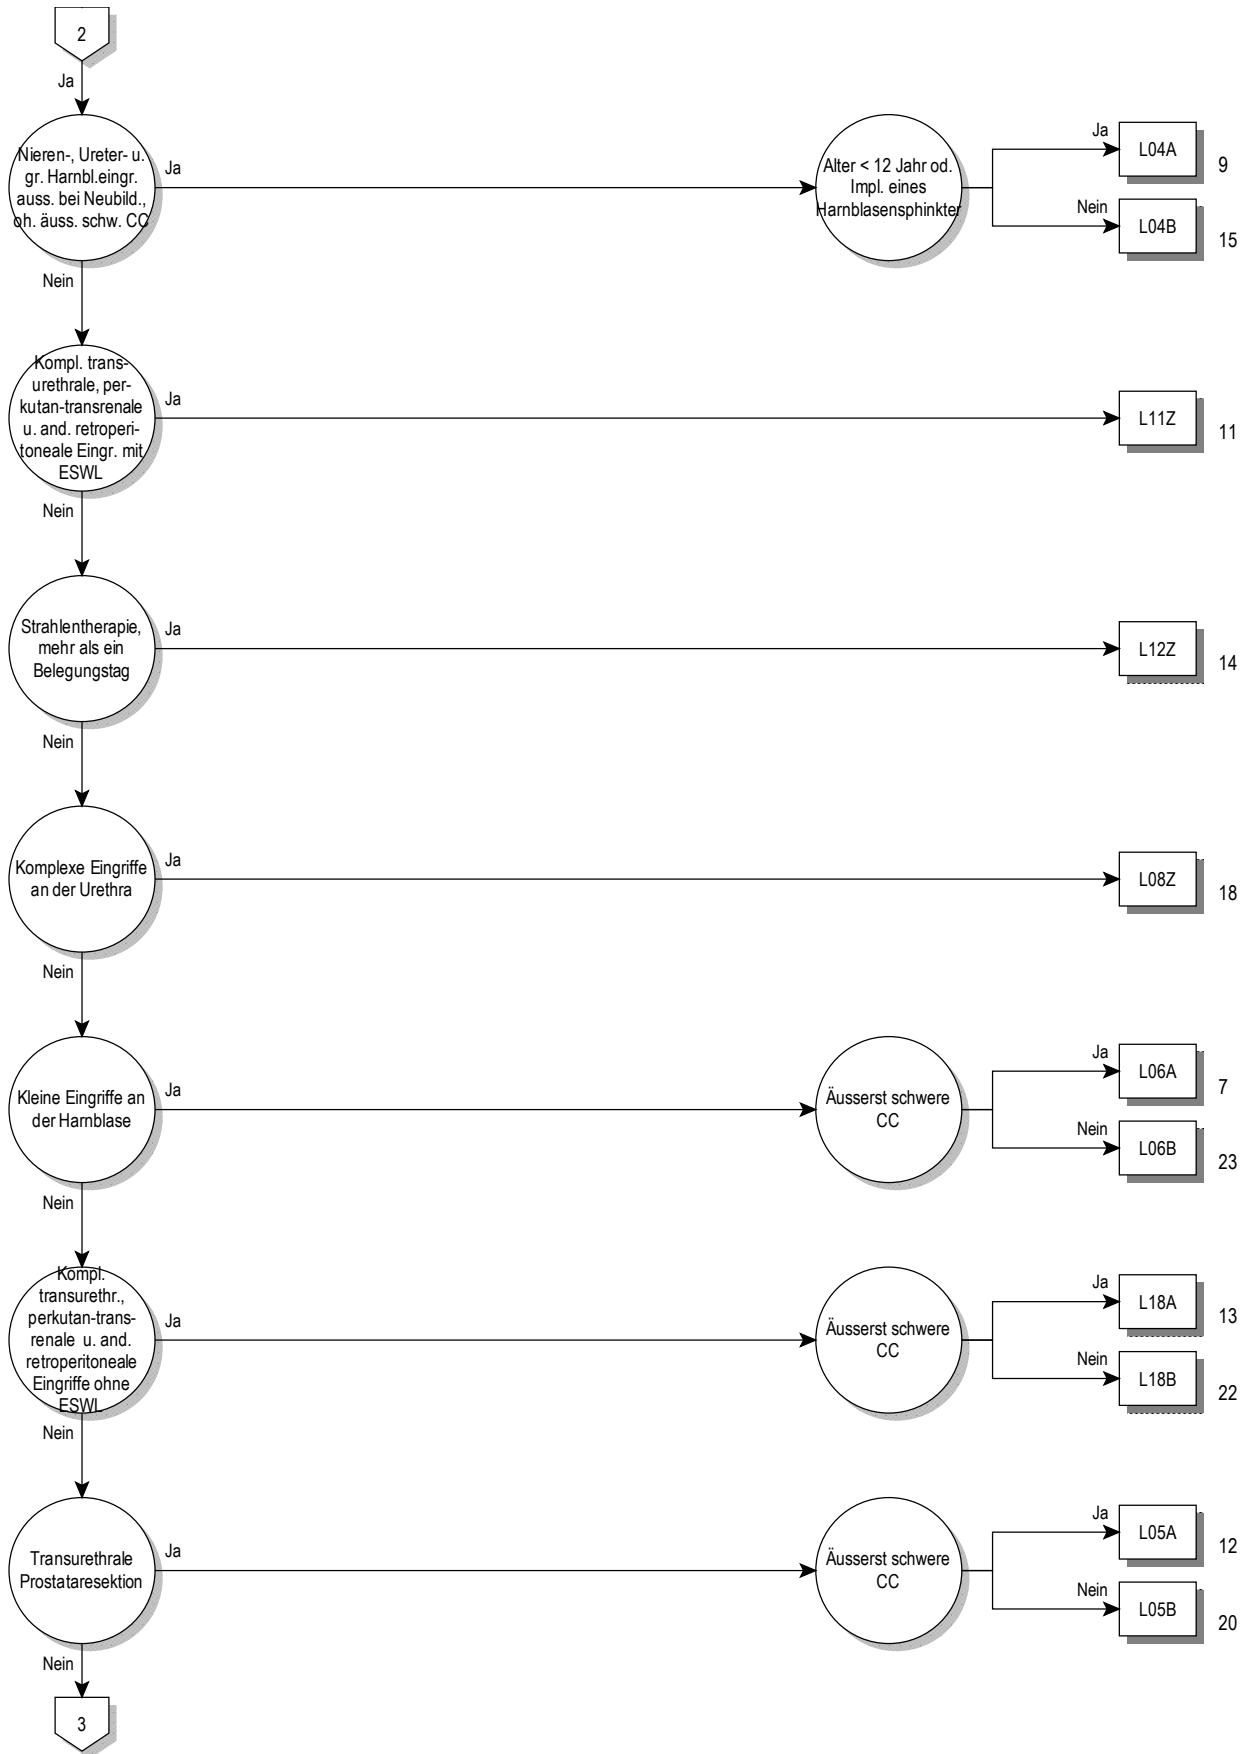 2
Ja
Nieren-, Ureter- u.
gr. Harnbl.eingr.
auss. bei Neubild.,
oh. äuss. schw. CC
Ja
Alter < 12 Jahr od.
Impl. eines
Harnblasensphinkter
Ja
L04A
9
Nein
L04B
15
Nein
Kompl. trans-
urethrale, per-
kutan-transrenale
u. and. retroperi-
toneale Eingr. mit
ESWL
Ja
L11Z
11
Nein
Strahlentherapie,
mehr als ein
Belegungstag
Ja
L12Z
14
Nein
Komplexe Eingriffe
an der Urethra
Ja
L08Z
18
Nein
Kleine Eingriffe an
der Harnblase
Ja
Äusserst schwere
CC
Ja
L06A
7
Nein
L06B
23
Nein
Kompl.
transurethr.,
perkutan-trans-
renale u. and.
retroperitoneale
Eingriffe ohne
ESWL
Ja
Äusserst schwere
CC
Ja
L18A
13
Nein
L18B
22
Nein
Transurethrale
Prostataresektion
Ja
Äusserst schwere
CC
Ja
L05A
12
Nein
L05B
20
Nein
3